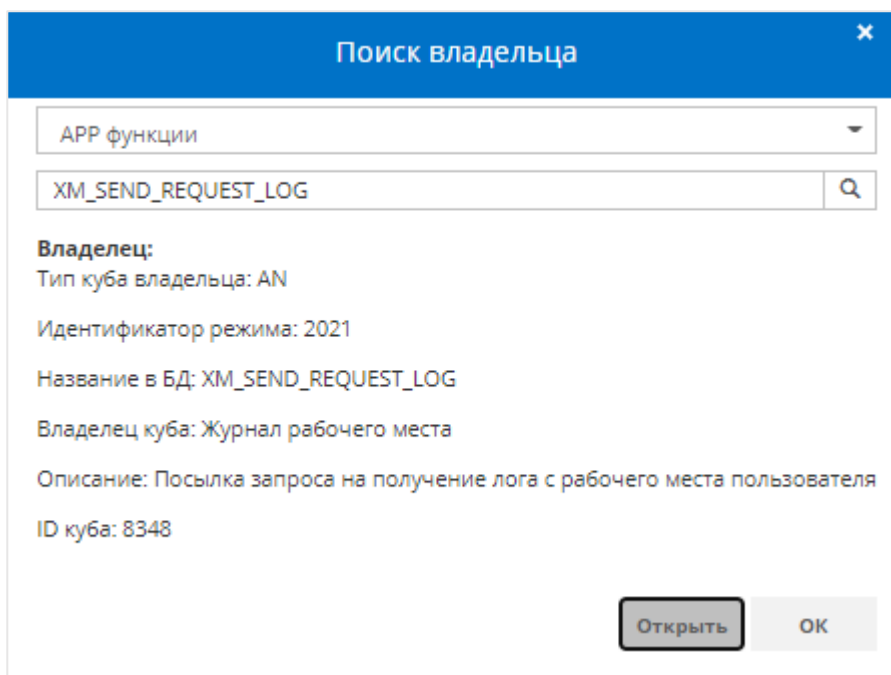 Поиск владельца
×
APP функции
XM_SEND_REQUEST_LOG
Владелец:
Тип куба владельца: AN
Идентификатор режима: 2021
Название в БД: XM_SEND_REQUEST_LOG
Владелец куба: Журнал рабочего места
Описание: Посылка запроса на получение лога с рабочего места пользователя
ID куба: 8348
Открыть
ОК